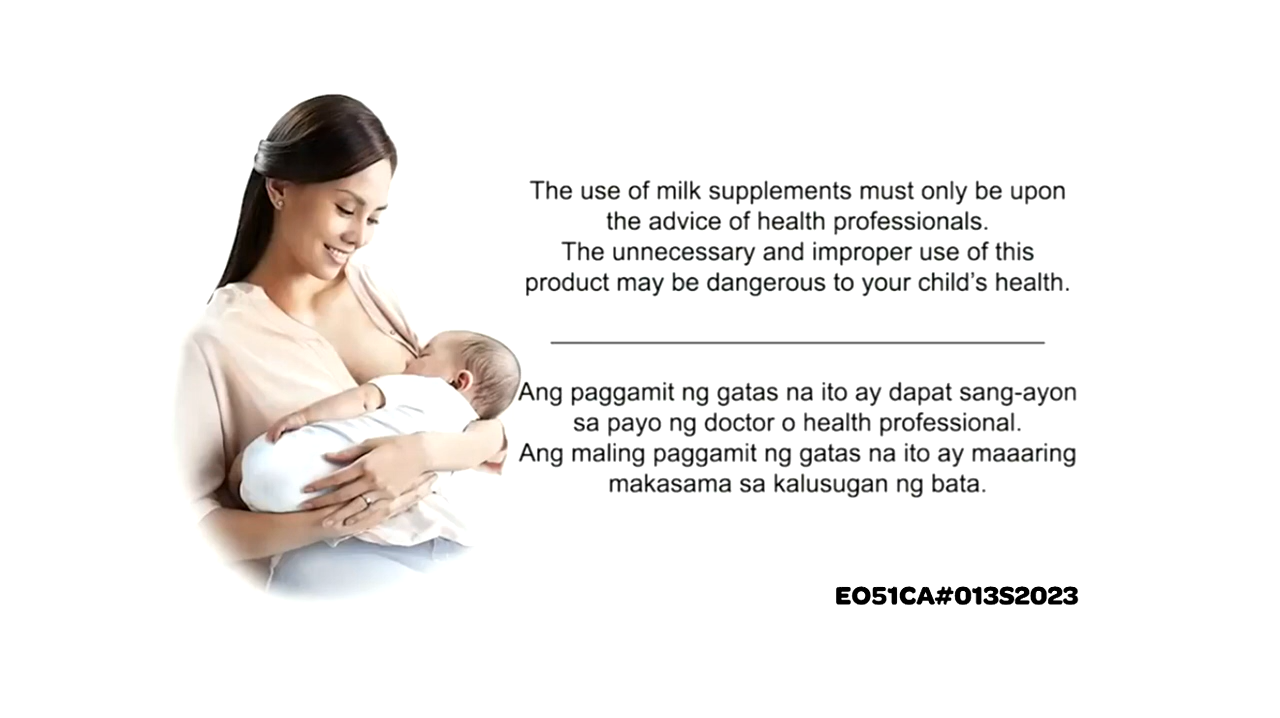 The use of milk supplements must only be upon
the advice of health professionals.
The unnecessary and improper use of this
product may be dangerous to your child's health.
Ang paggamit ng gatas na ito ay dapat sang-ayon
sa payo ng doctor o health professional.
Ang maling paggamit ng gatas na ito ay maaaring
makasama sa kalusugan ng bata.
EO51CA#013S2023